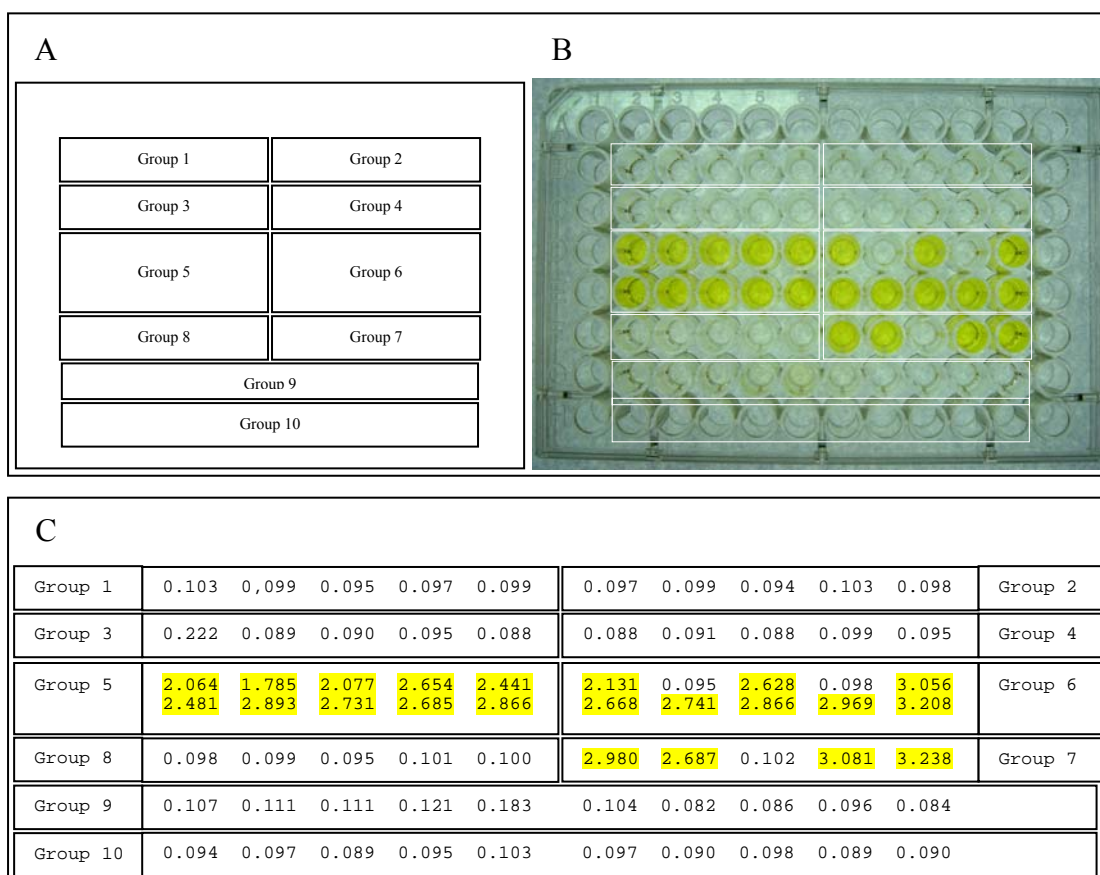 A
B
Group 1 Group 2
Group 3 Group 4
Group 5 Group 6
Group 8 Group 7
Group 9
Group 10
1 2 3 4 5 6
C
Group 1 0.103 0,099 0.095 0.097 0.099 0.097 0.099 0.094 0.103 0.098 Group 2
Group 3 0.222 0.089 0.090 0.095 0.088 0.088 0.091 0.088 0.099 0.095 Group 4
Group 5 2.064 1.785 2.077 2.654 2.441 2.131 0.095 2.628 0.098 3.056 Group 6
2.481 2.893 2.731 2.685 2.866 2.668 2.741 2.866 2.969 3.208
Group 8 0.098 0.099 0.095 0.101 0.100 2.980 2.687 0.102 3.081 3.238 Group 7
Group 9 0.107 0.111 0.111 0.121 0.183 0.104 0.082 0.086 0.096 0.084
Group 10 0.094 0.097 0.089 0.095 0.103 0.097 0.090 0.098 0.089 0.090